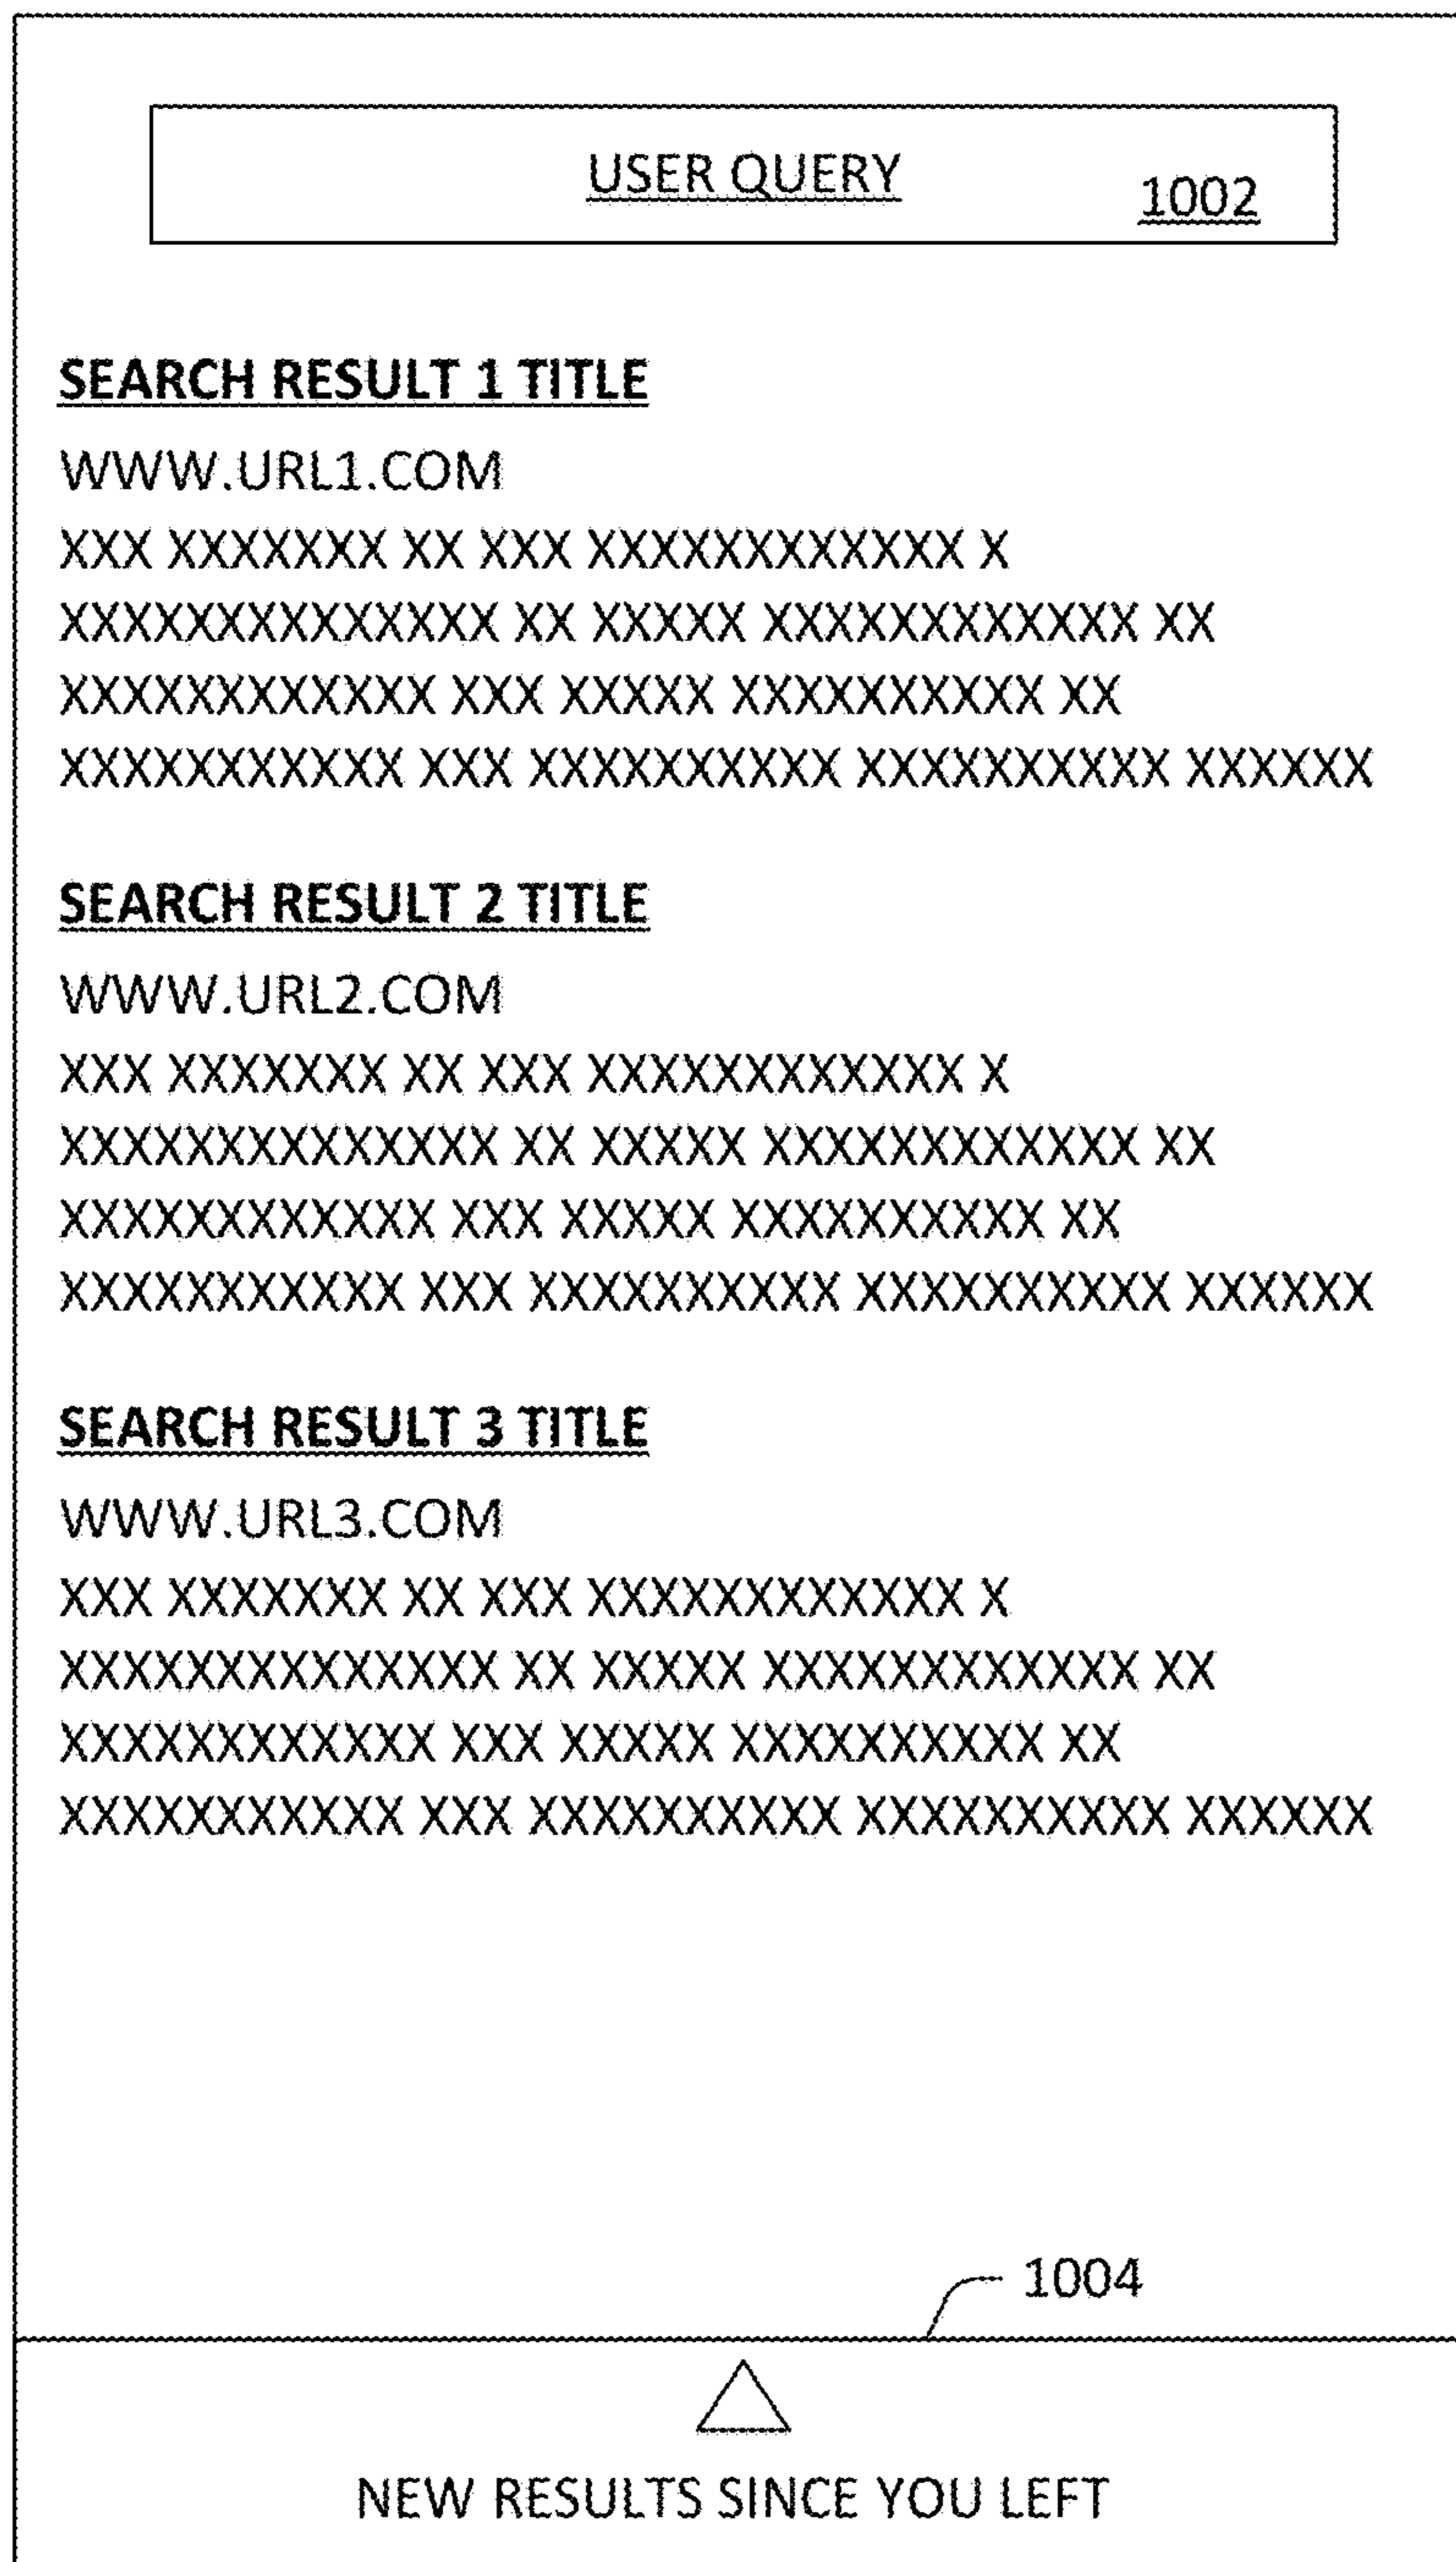 USER QUERY 1002
SEARCH RESULT 1 TITLE
WWW.URL1.COM
XXX XXXXXXX XX XXX XXXXXXXXXXXX X
XXXXXXXXXXXXXX XX XXXXX XXXXXXXXXXXX XX
XXXXXXXXXXXX XXX XXXXX XXXXXXXXXX XX
XXXXXXXXXXX XXX XXXXXXXXXX XXXXXXXXXX XXXXXX
SEARCH RESULT 2 TITLE
WWW.URL2.COM
XXX XXXXXXX XX XXX XXXXXXXXXXXX X
XXXXXXXXXXXXXX XX XXXXX XXXXXXXXXXXX XX
XXXXXXXXXXXX XXX XXXXX XXXXXXXXXX XX
XXXXXXXXXXX XXX XXXXXXXXXX XXXXXXXXXX XXXXXX
SEARCH RESULT 3 TITLE
WWW.URL3.COM
XXX XXXXXXX XX XXX XXXXXXXXXXXX X
XXXXXXXXXXXXXX XX XXXXX XXXXXXXXXXXX XX
XXXXXXXXXXXX XXX XXXXX XXXXXXXXXX XX
XXXXXXXXXXX XXX XXXXXXXXXX XXXXXXXXXX XXXXXX
1004
NEW RESULTS SINCE YOU LEFT